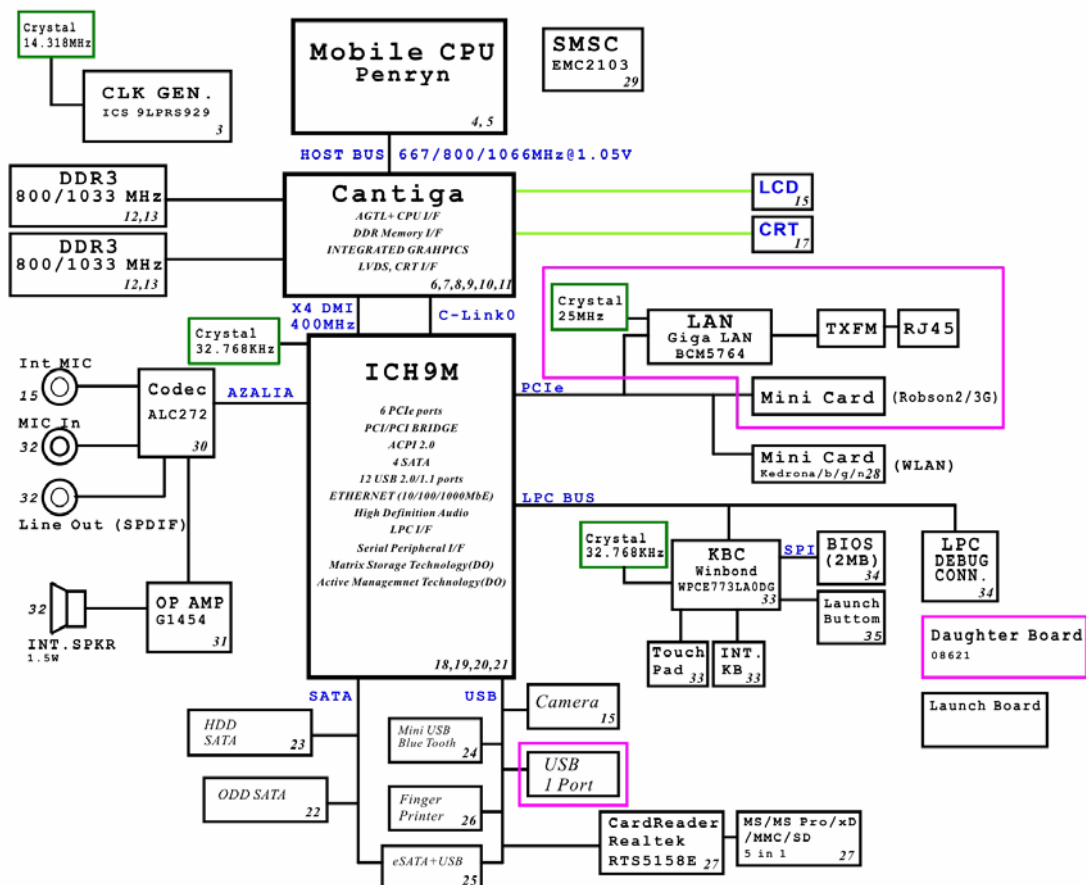 Crystal
14.318MHz
CLK GEN.
ICS 9LPRS929
3
Mobile CPU
Penryn
4, 5
SMSC
EMC2103
29
HOST BUS
667/800/1066MHz@1.05V
DDR3
800/1033 MHz
12,13
DDR3
800/1033 MHz
12,13
Cantiga
AGTL+ CPU I/F
DDR Memory I/F
INTEGRATED GRAHPICS
LVDS, CRT I/F
6,7,8,9,10,11
LCD
15
CRT
17
X4 DMI
400MHz
C-Link0
Crystal
25MHz
LAN
Giga LAN
BCM5764
TXFM
RJ45
Crystal
32.768KHz
Int MIC
15
MIC In
32
32
Line Out (SPDIF)
Codec
ALC272
30
AZALIA
ICH9M
6 PCIe ports
PCI/PCI BRIDGE
ACPI 2.0
4 SATA
12 USB 2.0/1.1 ports
ETHERNET (10/100/1000MbE)
High Definition Audio
LPC I/F
Serial Peripheral I/F
Matrix Storage Technology(DO)
Active Managemnet Technology(DO)
18,19,20,21
PCIe
Mini Card
(Robson2/3G)
Mini Card
Kedrona/b/g/n
28
(WLAN)
LPC BUS
Crystal
32.768KHz
KBC
Winbond
WPCE773LA0DG
33
SPI
BIOS
(2MB)
34
LPC
DEBUG
CONN.
34
Launch
Buttom
35
Touch
Pad
33
INT.
KB
33
32
INT.SPKR
1.5W
OP AMP
G1454
31
Daughter Board
08621
Launch Board
SATA
USB
HDD
SATA
23
ODD SATA
22
Mini USB
Blue Tooth
24
Finger
Printer
26
eSATA+USB
25
Camera
15
USB
1 Port
CardReader
Realtek
RTS5158E
27
MS/MS Pro/xD
/MMC/SD
5 in 1
27